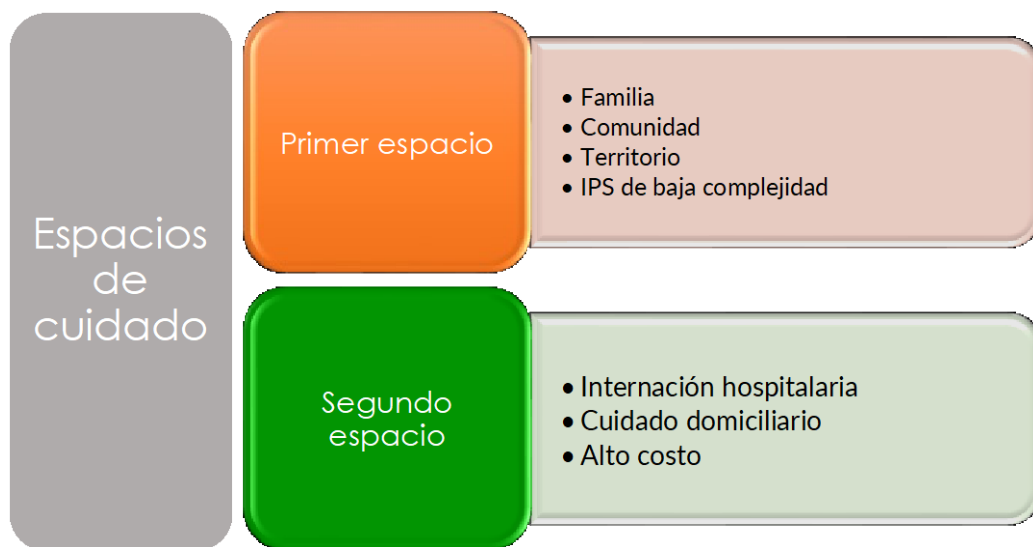 Espacios
de
cuidado
Primer espacio
• Familia
• Comunidad
• Territorio
• IPS de baja complejidad
Segundo
espacio
• Internación hospitalaria
• Cuidado domiciliario
• Alto costo